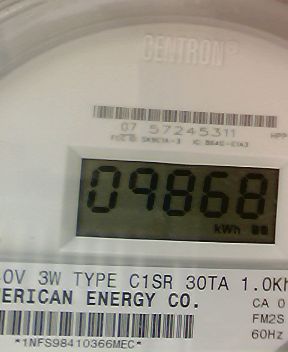 CENTRON®
07 57245311
09868
kWh
0V 3W TYPE C1SR 30TA 1.0Kh
ERICAN ENERGY CO.
CA 0
FM2S
60Hz
*1NFS98410366MEC*